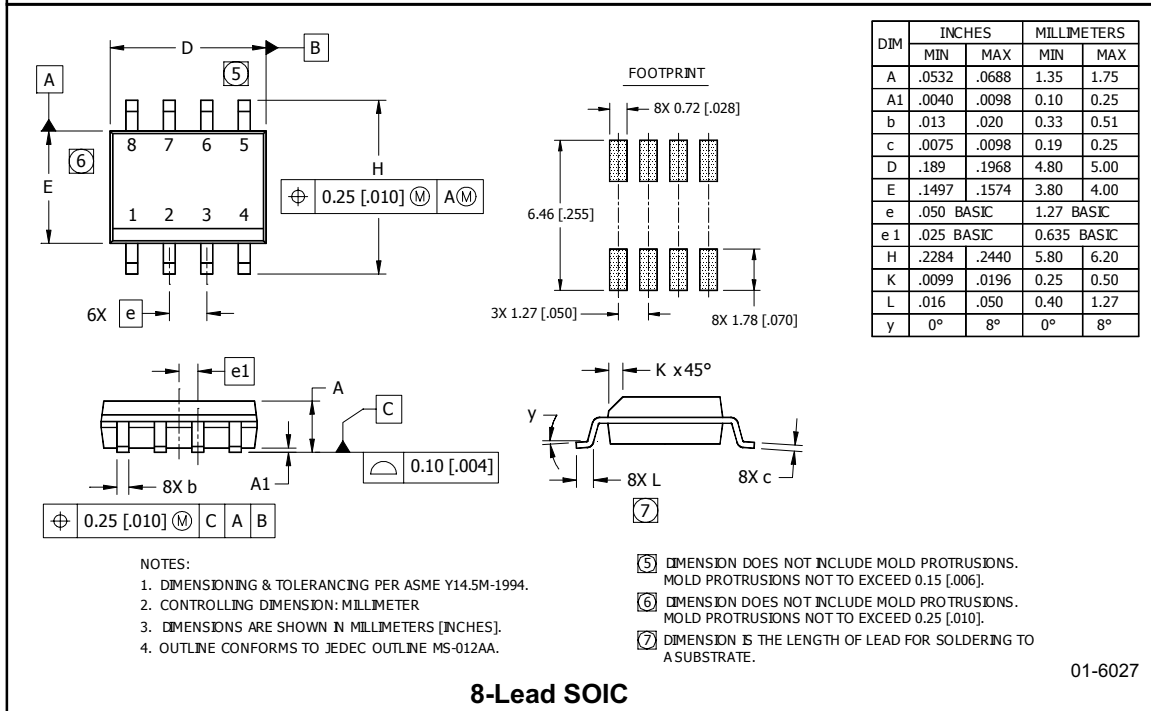 D
B
5
A
8 7 6 5
6
E
H
0.25 [.010] M A M
1 2 3 4
6X e
FOOTPRINT
8X 0.72 [.028]
6.46 [.255]
3X 1.27 [.050]
8X 1.78 [.070]
DIM INCHES MILLIMETERS
MIN MAX MIN MAX
A .0532 .0688 1.35 1.75
A1 .0040 .0098 0.10 0.25
b .013 .020 0.33 0.51
c .0075 .0098 0.19 0.25
D .189 .1968 4.80 5.00
E .1497 .1574 3.80 4.00
e .050 BASIC 1.27 BASIC
e 1 .025 BASIC 0.635 BASIC
H .2284 .2440 5.80 6.20
K .0099 .0196 0.25 0.50
L .016 .050 0.40 1.27
y 0° 8° 0° 8°
e1
A
C
0.10 [.004]
8X b
A1
0.25 [.010] M C A B
K x 45°
y
8X L
8X c
7
NOTES:
1. DIMENSIONING & TOLERANCING PER ASME Y14.5M-1994.
2. CONTROLLING DIMENSION: MILLIMETER
3. DIMENSIONS ARE SHOWN IN MILLIMETERS [INCHES].
4. OUTLINE CONFORMS TO JEDEC OUTLINE MS-012AA.
5 DIMENSION DOES NOT INCLUDE MOLD PROTRUSIONS.
MOLD PROTRUSIONS NOT TO EXCEED 0.15 [.006].
6 DIMENSION DOES NOT INCLUDE MOLD PROTRUSIONS.
MOLD PROTRUSIONS NOT TO EXCEED 0.25 [.010].
7 DIMENSION IS THE LENGTH OF LEAD FOR SOLDERING TO
A SUBSTRATE.
01-6027
8-Lead SOIC